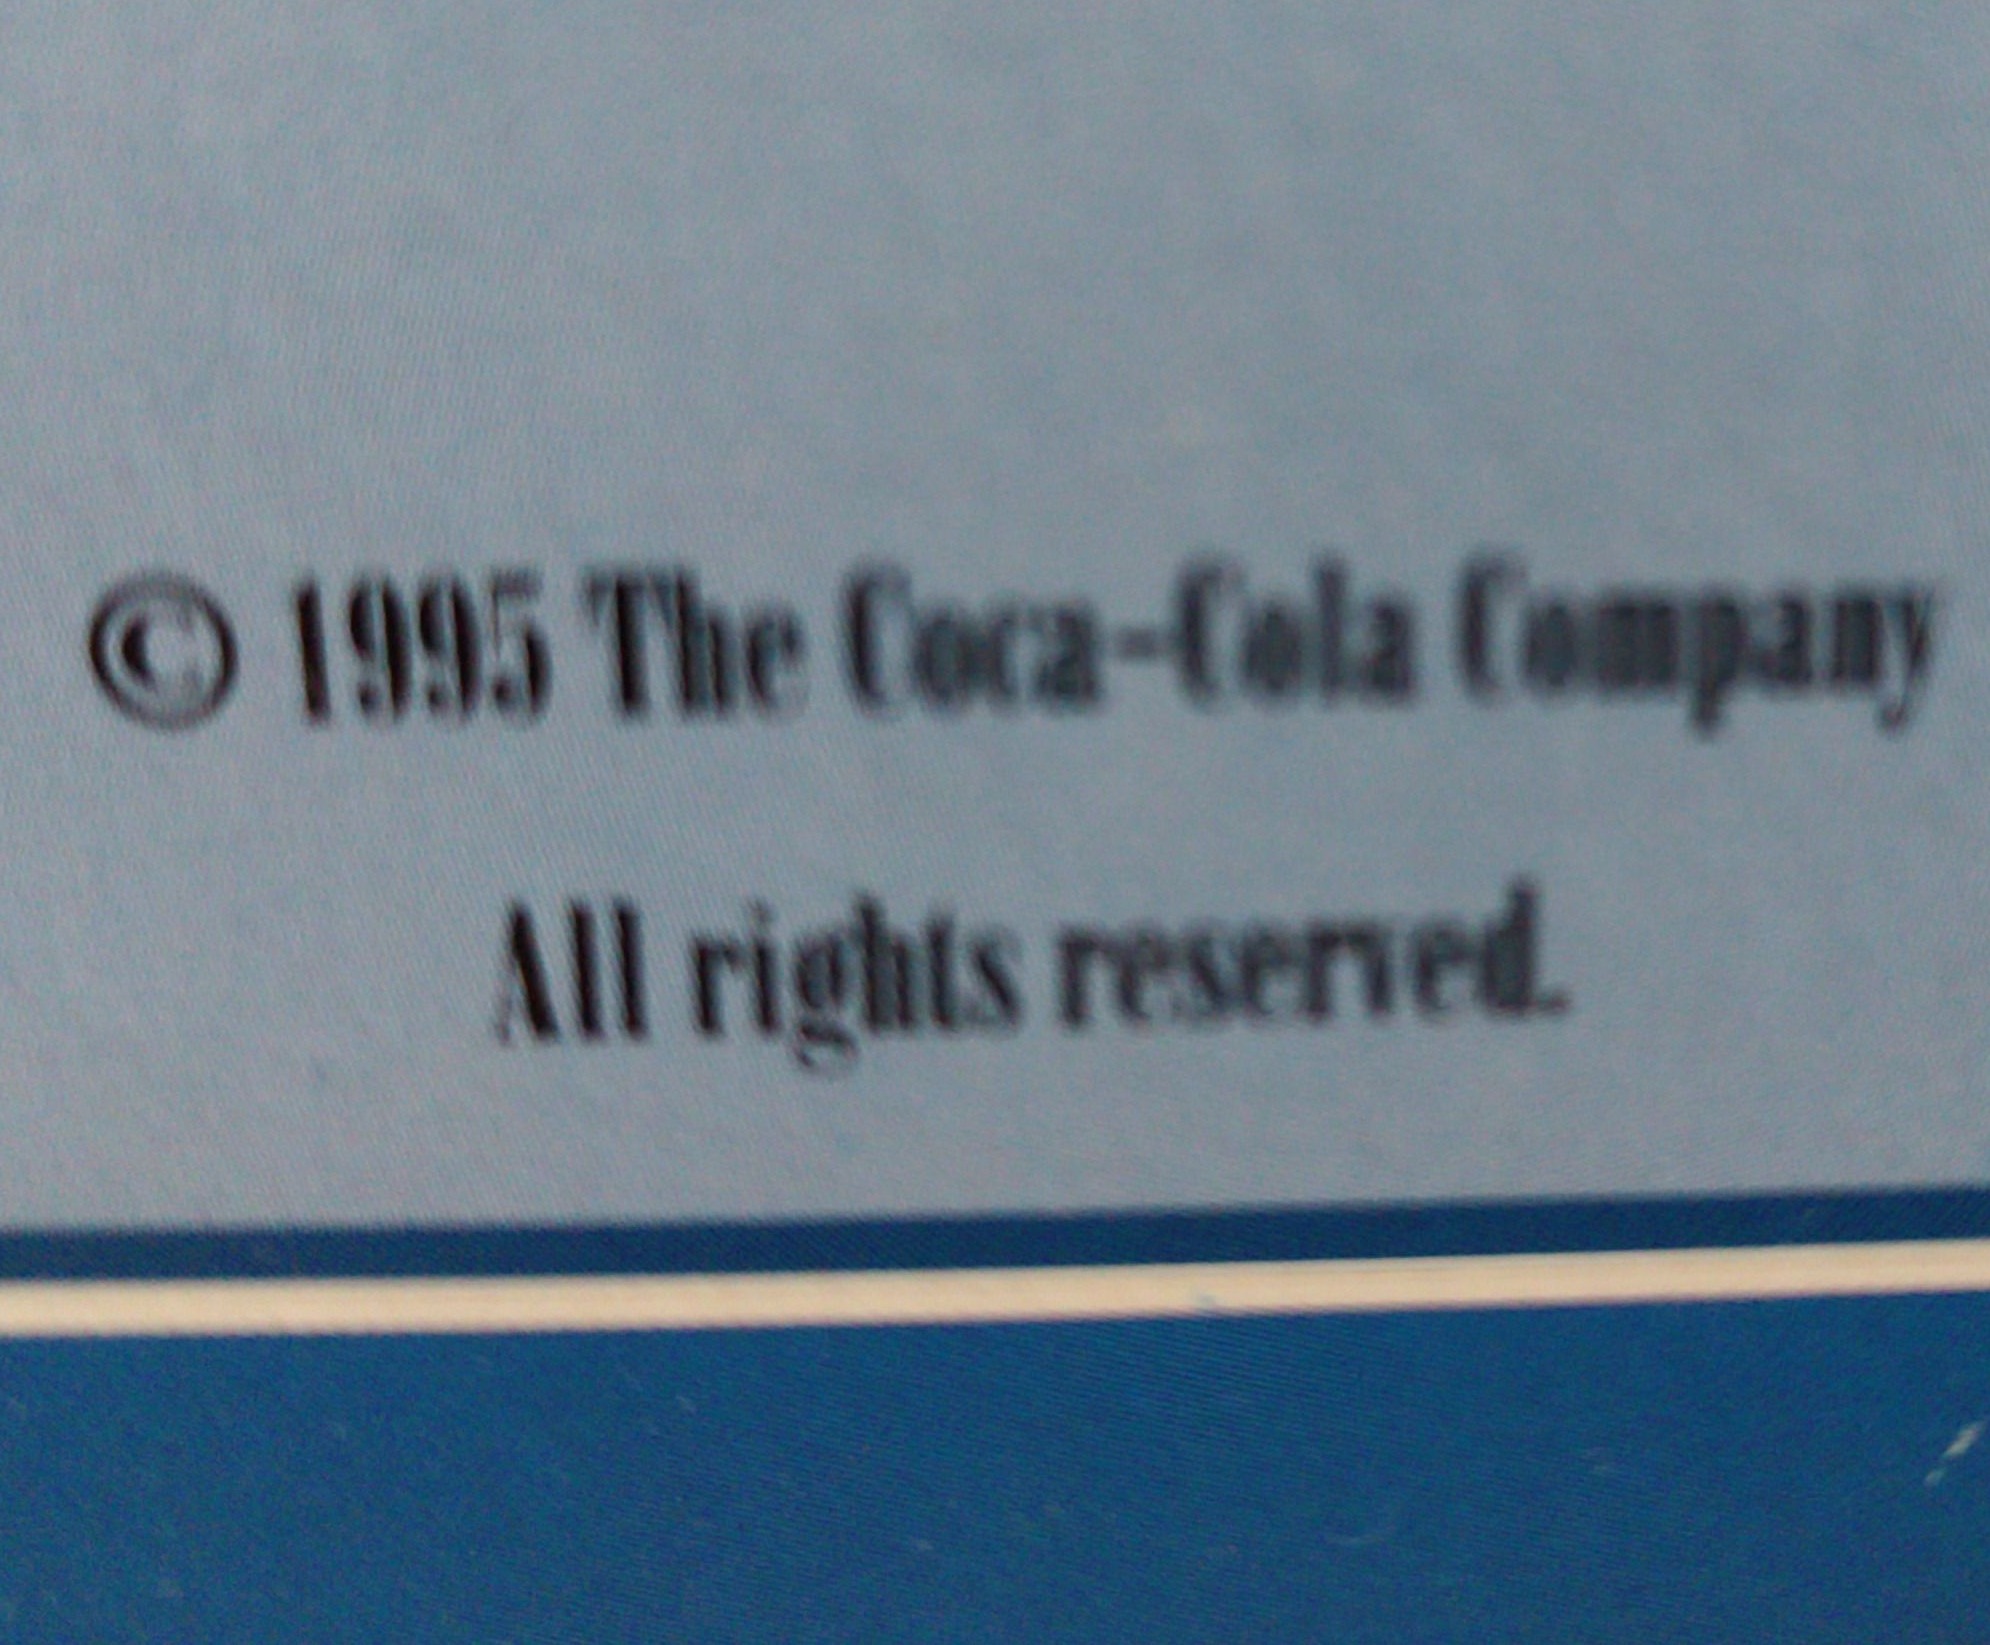 © 1995 The Coca-Cola Company
All rights reserved.